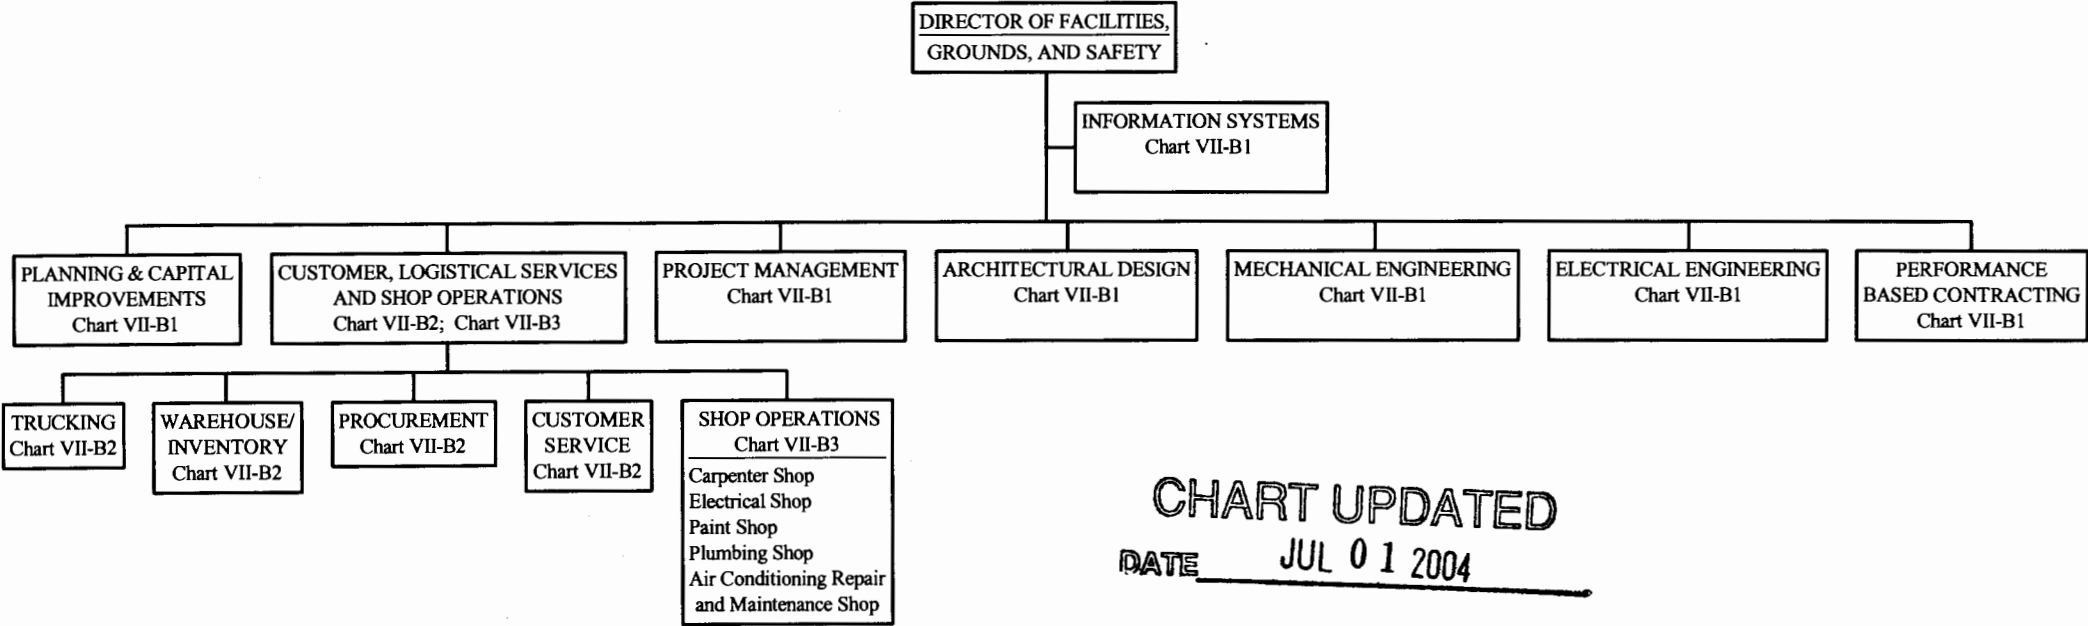 DIRECTOR OF FACILITIES,
GROUNDS, AND SAFETY
INFORMATION SYSTEMS
Chart VII-B1
PLANNING & CAPITAL
IMPROVEMENTS
Chart VII-B1
CUSTOMER, LOGISTICAL SERVICES
AND SHOP OPERATIONS
Chart VII-B2; Chart VII-B3
PROJECT MANAGEMENT
Chart VII-B1
ARCHITECTURAL DESIGN
Chart VII-B1
MECHANICAL ENGINEERING
Chart VII-B1
ELECTRICAL ENGINEERING
Chart VII-B1
PERFORMANCE
BASED CONTRACTING
Chart VII-B1
TRUCKING
Chart VII-B2
WAREHOUSE/
INVENTORY
Chart VII-B2
PROCUREMENT
Chart VII-B2
CUSTOMER
SERVICE
Chart VII-B2
SHOP OPERATIONS
Chart VII-B3
Carpenter Shop
Electrical Shop
Paint Shop
Plumbing Shop
Air Conditioning Repair
and Maintenance Shop
CHART UPDATED
DATE JUL 01 2004